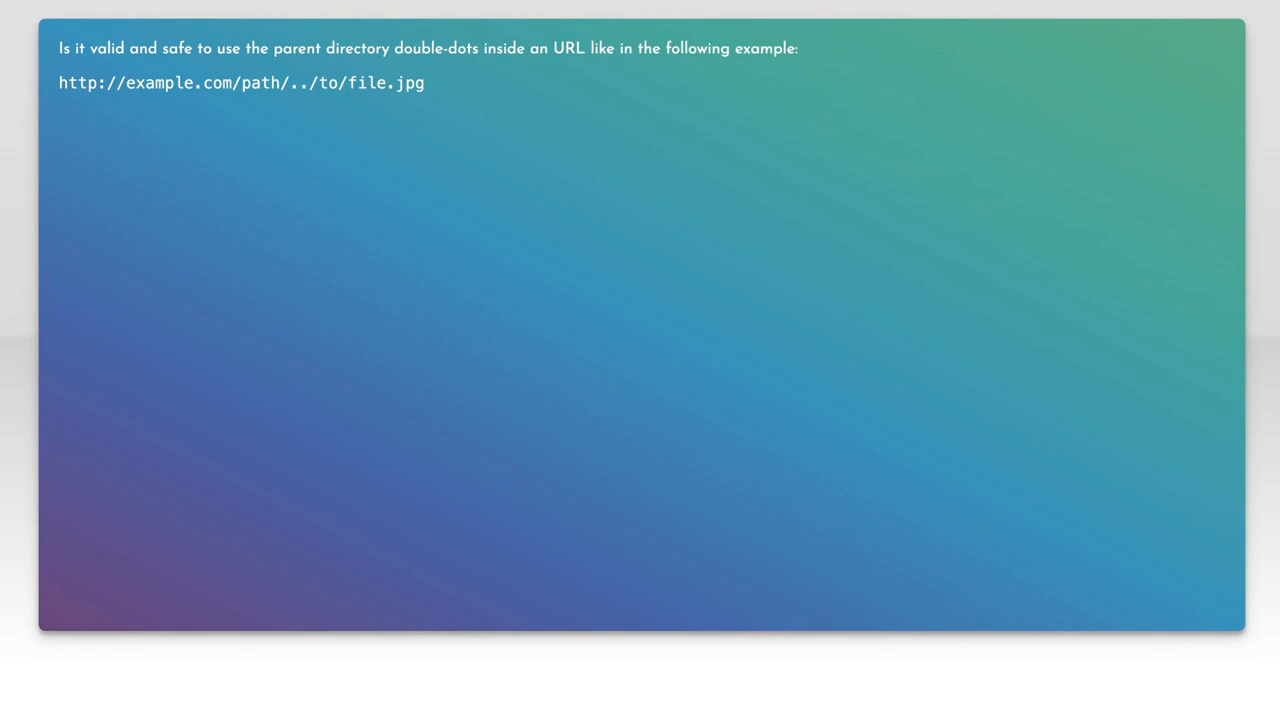 Is it valid and safe to use the parent directory double-dots inside an URL like in the following example:
http://example.com/path/../to/file.jpg